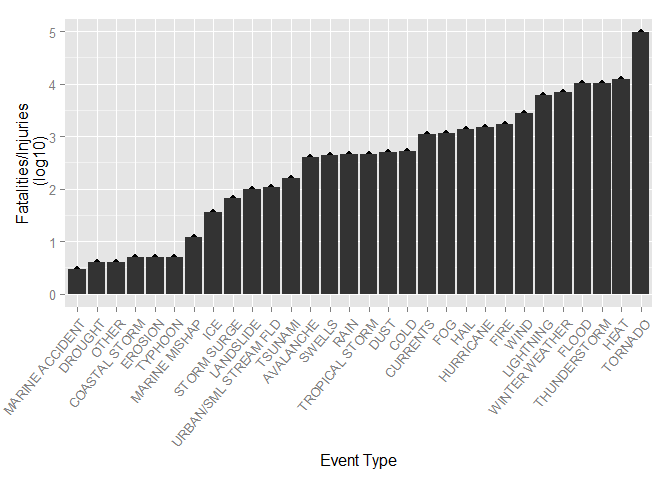 Fatalities/Injuries
(log10)
5
4
3
2
1
0
MARINE ACCIDENT
DROUGHT
OTHER
COASTAL STORM
EROSION
TYPHOON
MARINE MISHAP
ICE
STORM SURGE
LANDSLIDE
URBAN/SML STREAM FLD
TSUNAMI
AVALANCHE
SWELLS
RAIN
TROPICAL STORM
DUST
COLD
CURRENTS
FOG
HAIL
HURRICANE
FIRE
WIND
LIGHTNING
WINTER WEATHER
FLOOD
THUNDERSTORM
HEAT
TORNADO
Event Type